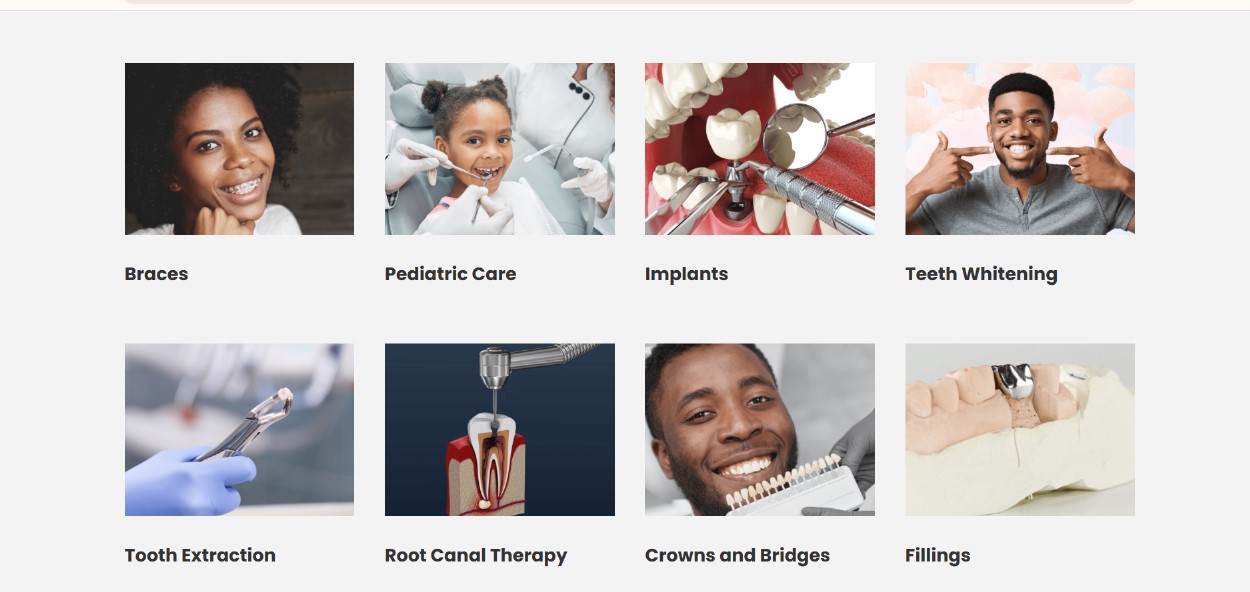 Braces
Pediatric Care
Implants
Teeth Whitening
Tooth Extraction
Root Canal Therapy
Crowns and Bridges
Fillings